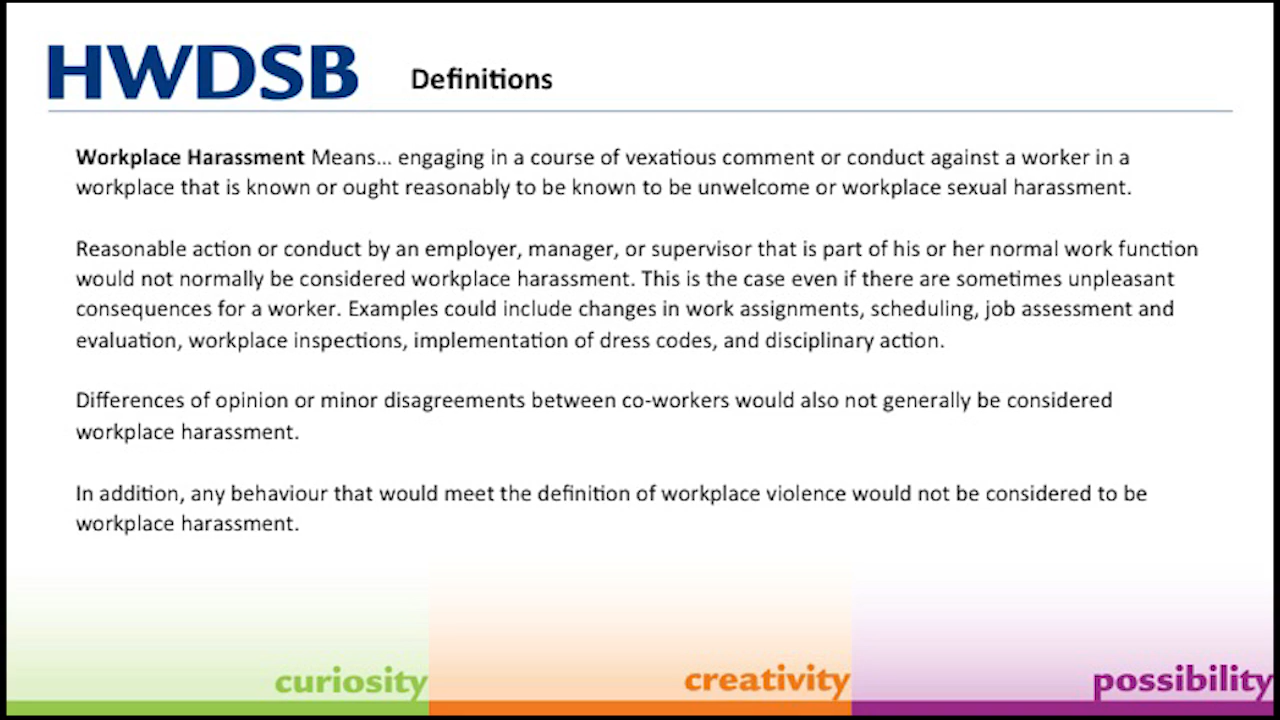 HWDSB Definitions
Workplace Harassment Means... engaging in a course of vexatious comment or conduct against a worker in a
workplace that is known or ought reasonably to be known to be unwelcome or workplace sexual harassment.
Reasonable action or conduct by an employer, manager, or supervisor that is part of his or her normal work function
would not normally be considered workplace harassment. This is the case even if there are sometimes unpleasant
consequences for a worker. Examples could include changes in work assignments, scheduling, job assessment and
evaluation, workplace inspections, implementation of dress codes, and disciplinary action.
Differences of opinion or minor disagreements between co-workers would also not generally be considered
workplace harassment.
In addition, any behaviour that would meet the definition of workplace violence would not be considered to be
workplace harassment.
curiosity creativity possibility